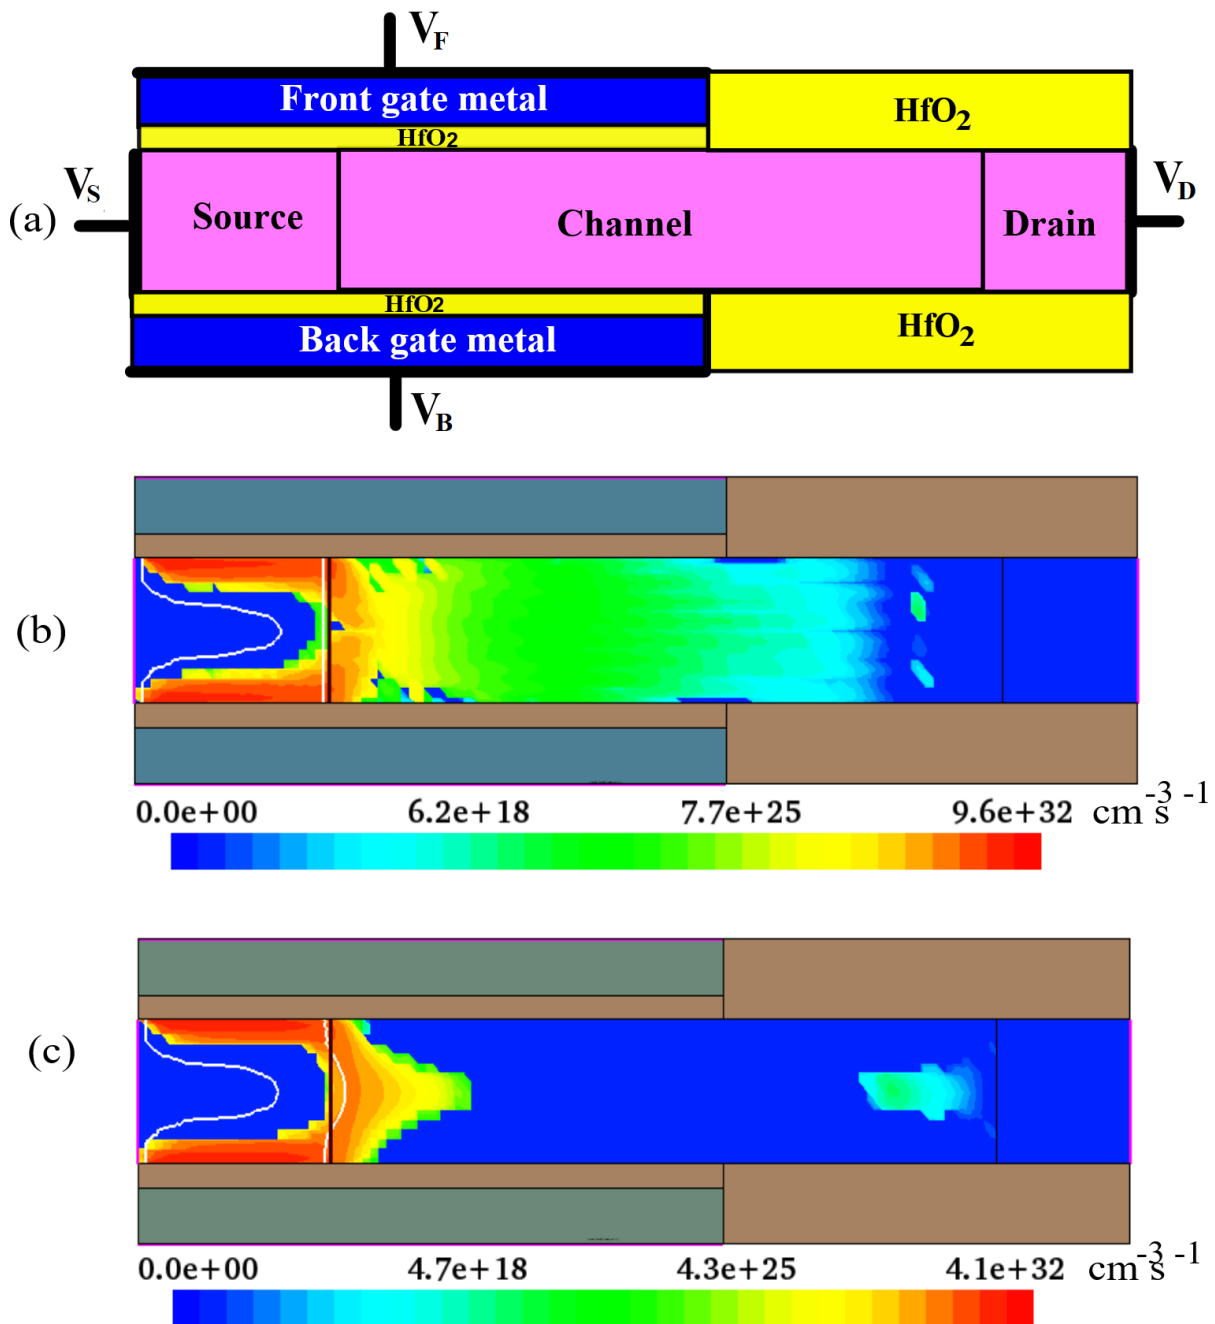 V_F
Front gate metal
HfO2
HfO2
V_S
V_D
(a)
Source
Channel
Drain
HfO2
HfO2
Back gate metal
V_B
(b)
0.0e+00 6.2e+18 7.7e+25 9.6e+32 cm^-3 s^-1
(c)
0.0e+00 4.7e+18 4.3e+25 4.1e+32 cm^-3 s^-1